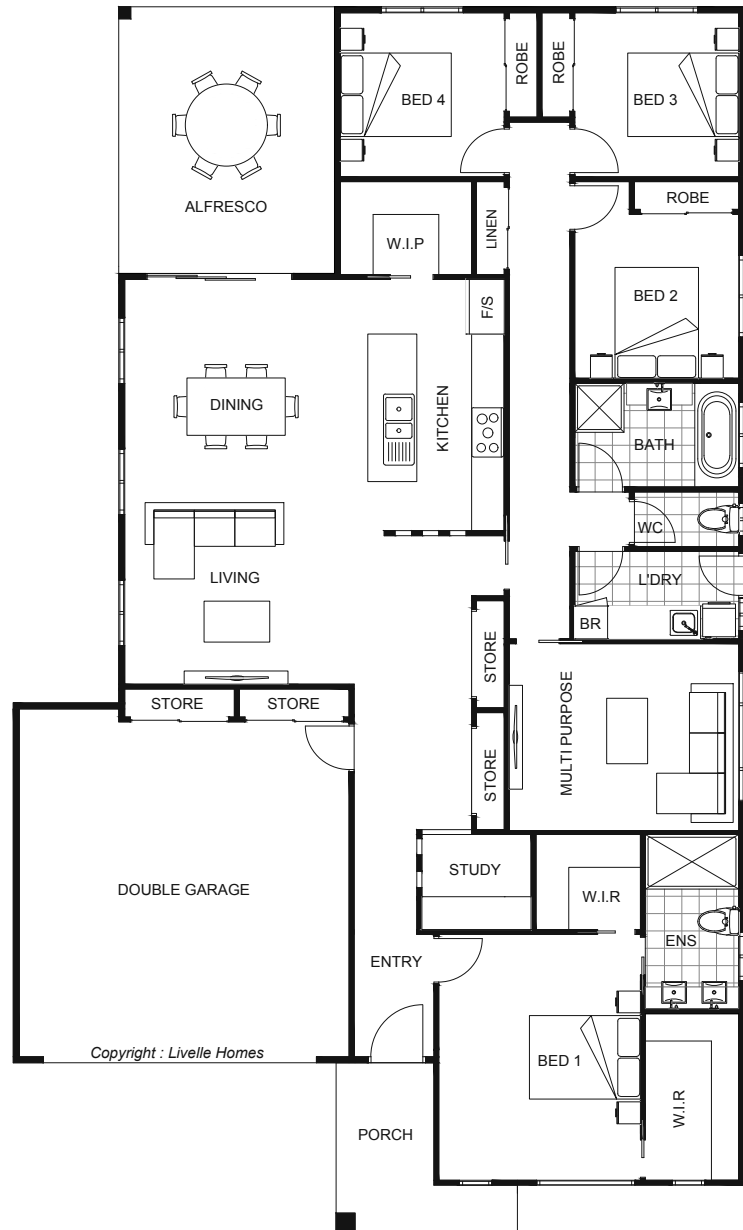 ROBE
ROBE
BED 4
BED 3
ALFRESCO
ROBE
LINEN
W.I.P
F/S
BED 2
DINING
KITCHEN
BATH
WC
LIVING
L'DRY
BR
STORE
STORE
STORE
STORE
MULTI PURPOSE
STUDY
DOUBLE GARAGE
W.I.R
ENS
ENTRY
Copyright : Livelle Homes
BED 1
W.I.R
PORCH